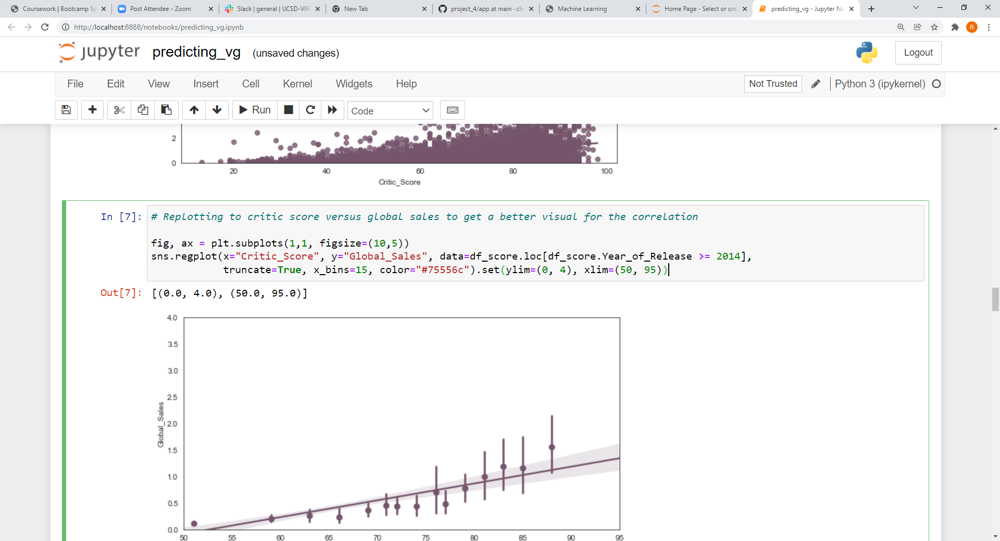 Coursework | Bootcamp Sp
Post Attendee - Zoom
Slack | general | UCSD-VIR
New Tab
project_4/app at main · ch
Machine Learning
Home Page - Select or crea
predicting_vg - Jupyter No
http://localhost:8888/notebooks/predicting_vg.ipynb
R
jupyter
predicting_vg
(unsaved changes)
Logout
File
Edit
View
Insert
Cell
Kernel
Widgets
Help
Not Trusted
Python 3 (ipykernel)
Run
Code
2
0
20
40
60
80
100
Critic_Score
In [7]:
# Replotting to critic score versus global sales to get a better visual for the correlation
fig, ax = plt.subplots(1,1, figsize=(10,5))
sns.regplot(x="Critic_Score", y="Global_Sales", data=df_score.loc[df_score.Year_of_Release >= 2014],
truncate=True, x_bins=15, color="#75556c").set(ylim=(0, 4), xlim=(50, 95))
Out[7]:
[(0.0, 4.0), (50.0, 95.0)]
4.0
3.5
3.0
2.5
2.0
1.5
1.0
0.5
0.0
Global_Sales
50
55
60
65
70
75
80
85
90
95